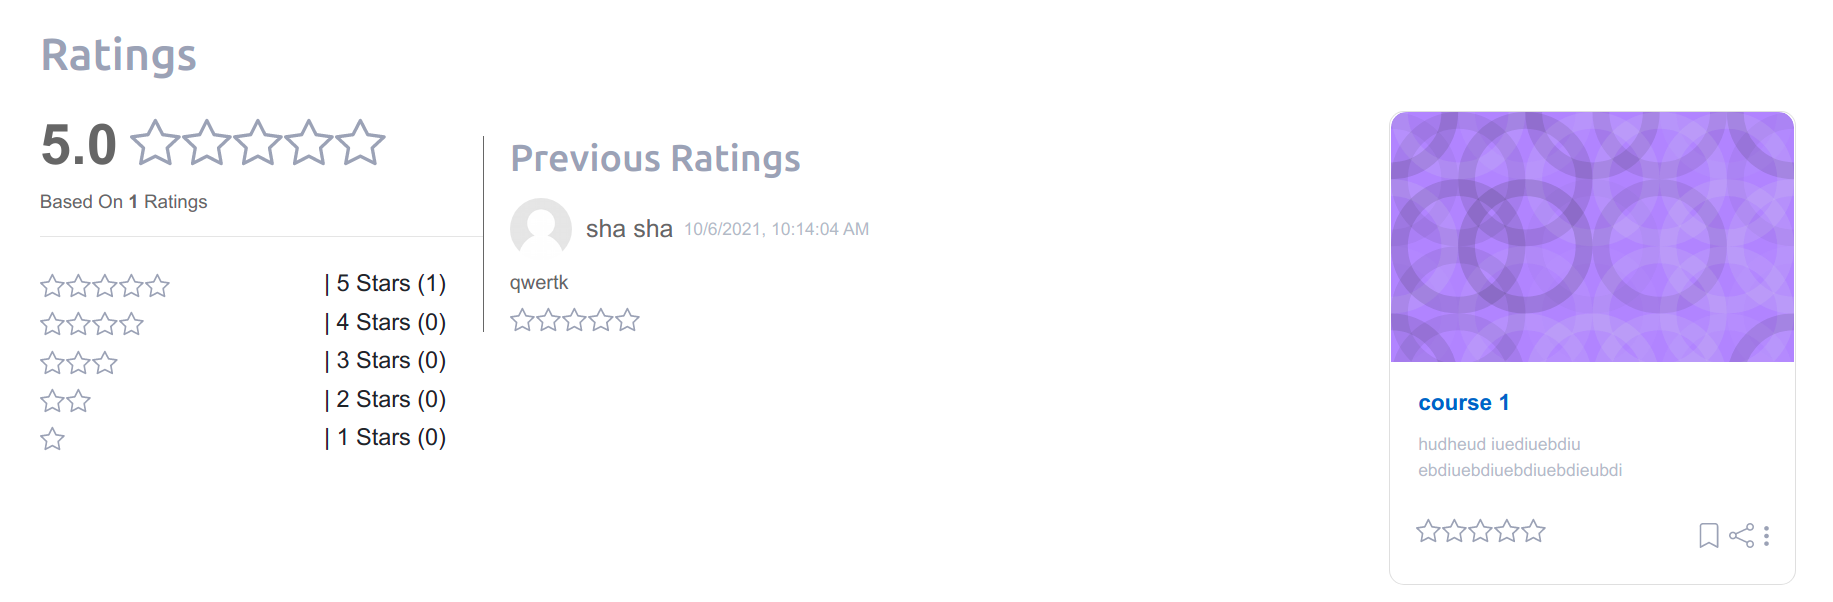 Ratings
5.0
Based On 1 Ratings
| 5 Stars (1)
| 4 Stars (0)
| 3 Stars (0)
| 2 Stars (0)
| 1 Stars (0)
Previous Ratings
sha sha 10/6/2021, 10:14:04 AM
qwertk
course 1
hudheud iuediuebdiu
ebdiuebdiuebdiuebdieubdi